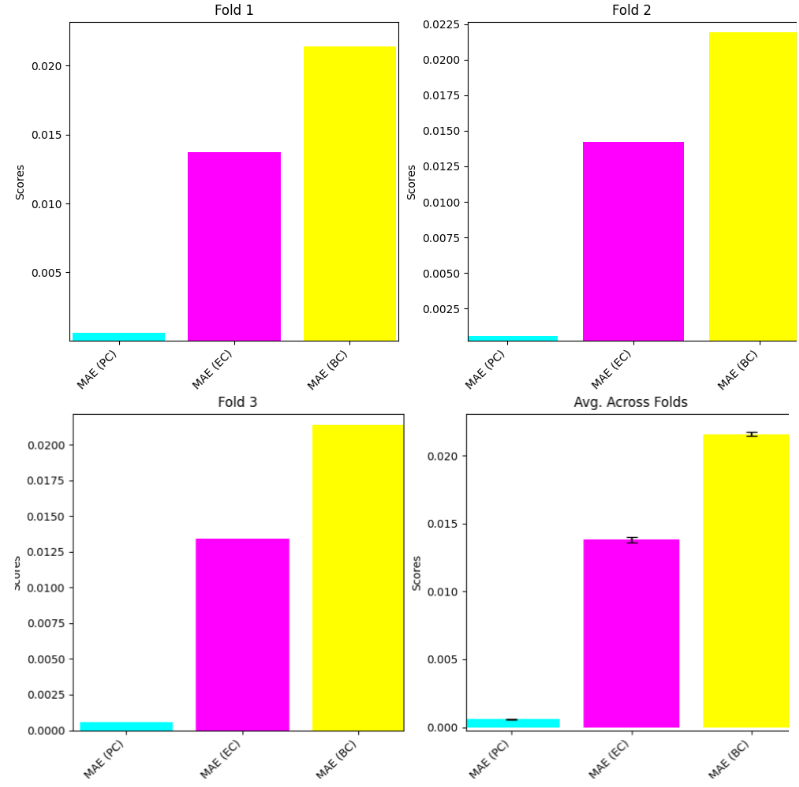 Fold 1
0.020
0.015
0.010
0.005
Scores
MAE (PC)
MAE (EC)
MAE (BC)
Fold 2
0.0225
0.0200
0.0175
0.0150
0.0125
0.0100
0.0075
0.0050
0.0025
Scores
MAE (PC)
MAE (EC)
MAE (BC)
Fold 3
0.0200
0.0175
0.0150
0.0125
0.0100
0.0075
0.0050
0.0025
0.0000
Scores
MAE (PC)
MAE (EC)
MAE (BC)
Avg. Across Folds
0.020
0.015
0.010
0.005
0.000
Scores
MAE (PC)
MAE (EC)
MAE (BC)